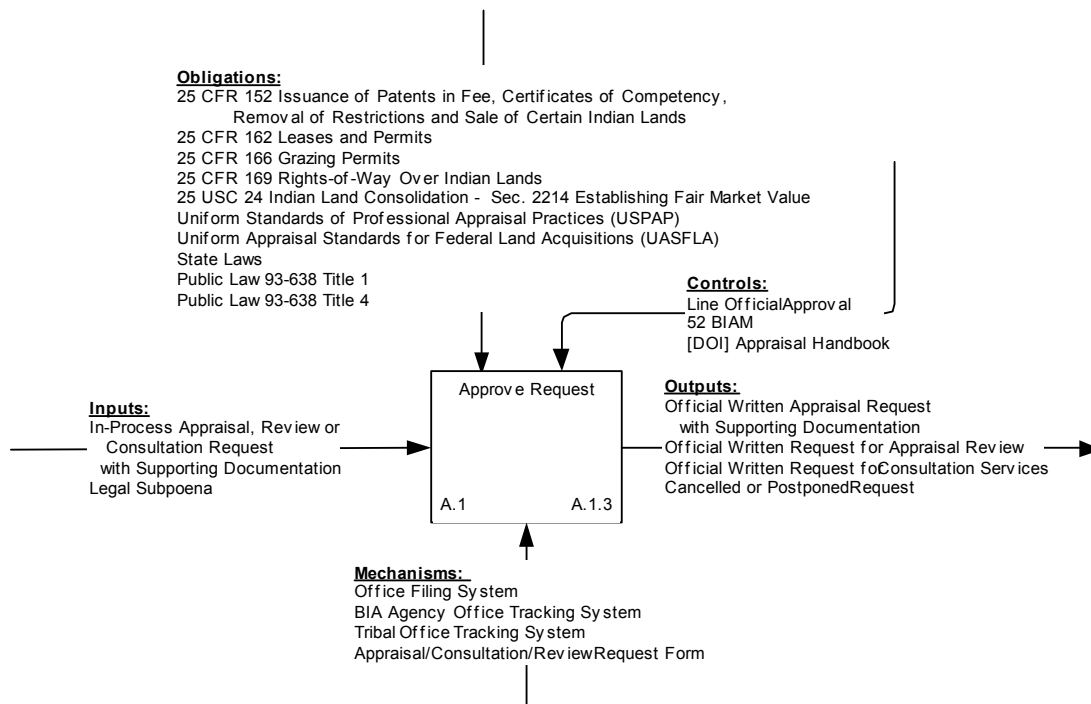 Obligations:
25 CFR 152 Issuance of Patents in Fee, Certificates of Competency,
Removal of Restrictions and Sale of Certain Indian Lands
25 CFR 162 Leases and Permits
25 CFR 166 Grazing Permits
25 CFR 169 Rights-of-Way Over Indian Lands
25 USC 24 Indian Land Consolidation - Sec. 2214 Establishing Fair Market Value
Uniform Standards of Professional Appraisal Practices (USPAP)
Uniform Appraisal Standards for Federal Land Acquisitions (UASFLA)
State Laws
Public Law 93-638 Title 1
Public Law 93-638 Title 4
Controls:
Line OfficialApproval
52 BIAM
[DOI] Appraisal Handbook
Inputs:
In-Process Appraisal, Review or
Consultation Request
with Supporting Documentation
Legal Subpoena
Approve Request
A.1 A.1.3
Outputs:
Official Written Appraisal Request
with Supporting Documentation
Official Written Request for Appraisal Review
Official Written Request forConsultation Services
Cancelled or PostponedRequest
Mechanisms:
Office Filing System
BIA Agency Office Tracking System
Tribal Office Tracking System
Appraisal/Consultation/ReviewRequest Form